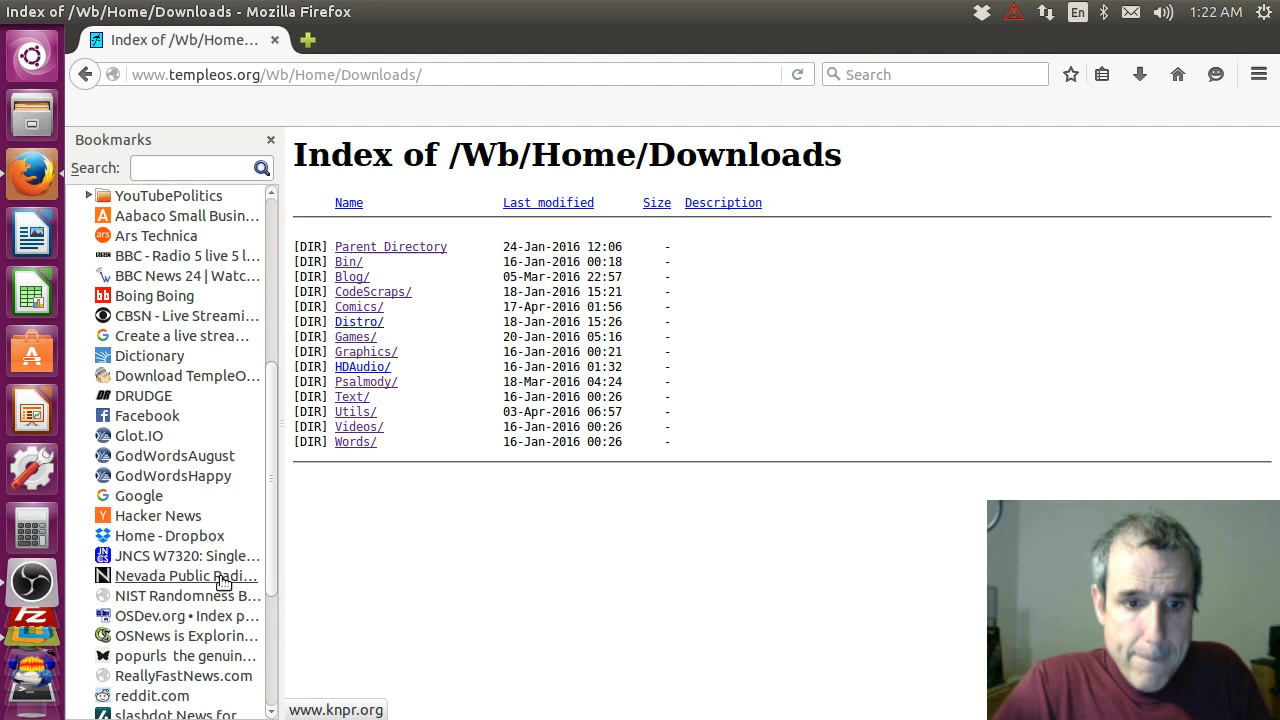 Index of /Wb/Home/Downloads - Mozilla Firefox
En
1:22 AM
Index of /Wb/Home...
www.templeos.org/Wb/Home/Downloads/
Search
Bookmarks
Search:
YouTubePolitics
Aabaco Small Busin...
Ars Technica
BBC - Radio 5 live 5 l...
BBC News 24 | Watc...
Boing Boing
CBSN - Live Streami...
Create a live strea...
Dictionary
Download TempleO...
DRUDGE
Facebook
Glot.IO
GodWordsAugust
GodWordsHappy
Google
Hacker News
Home - Dropbox
JNCS W7320: Single...
Nevada Public Radi...
NIST Randomness B...
OSDev.org • Index p...
OSNews is Explorin...
popurls the genuin...
ReallyFastNews.com
reddit.com
slashdot News for
Index of /Wb/Home/Downloads
Name Last modified Size Description
[DIR] Parent Directory 24-Jan-2016 12:06 -
[DIR] Bin/ 16-Jan-2016 00:18 -
[DIR] Blog/ 05-Mar-2016 22:57 -
[DIR] CodeScraps/ 18-Jan-2016 15:21 -
[DIR] Comics/ 17-Apr-2016 01:56 -
[DIR] Distro/ 18-Jan-2016 15:26 -
[DIR] Games/ 20-Jan-2016 05:16 -
[DIR] Graphics/ 16-Jan-2016 00:21 -
[DIR] HDAudio/ 16-Jan-2016 01:32 -
[DIR] Psalmody/ 18-Mar-2016 04:24 -
[DIR] Text/ 16-Jan-2016 00:26 -
[DIR] Utils/ 03-Apr-2016 06:57 -
[DIR] Videos/ 16-Jan-2016 00:26 -
[DIR] Words/ 16-Jan-2016 00:26 -
www.knpr.org